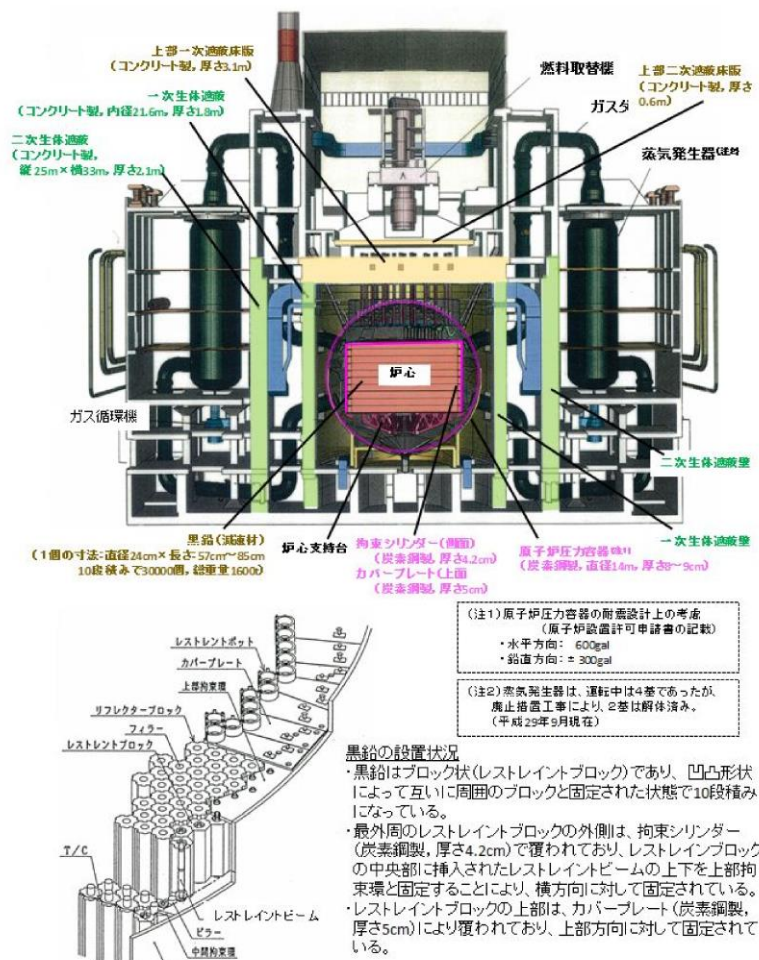 上部一次遮蔽床版
(コンクリート製, 厚さ3.1m)
燃料取替機
上部二次遮蔽床版
(コンクリート製, 厚さ
0.6m)
一次生体遮蔽
(コンクリート製, 内径21.6m, 厚さ1.8m)
ガスダ
二次生体遮蔽
(コンクリート製,
縦25m×横33m, 厚さ2.1m)
蒸気発生器(注2)
炉心
ガス循環機
二次生体遮蔽壁
黒鉛(減速材)
(1個の寸法:直径24cm×長さ:57cm~85cm
10段積みで30000個, 総重量1600t)
炉心支持台
拘束シリンダー(側面)
(炭素鋼製, 厚さ4.2cm)
カバープレート(上面
(炭素鋼製, 厚さ5cm)
原子炉圧力容器(注1)
(炭素鋼製, 直径14m, 厚さ8~9cm)
一次生体遮蔽壁
(注1)原子炉圧力容器の耐震設計上の考慮
(原子炉設置許可申請書の記載)
・水平方向: 600gal
・鉛直方向:±300gal
(注2)蒸気発生器は、運転中は4基であったが、
廃止措置工事により、2基は解体済み。
(平成29年9月現在)
レストレントポット
カバープレート
上部拘束環
リフレクターブロック
フィラー
レストレントブロック
T/C
レストレイントビーム
ピラー
中間拘束環
黒鉛の設置状況
・黒鉛はブロック状(レストレイントブロック)であり、凹凸形状
によって互いに周囲のブロックと固定された状態で10段積み
になっている。
・最外周のレストレイントブロックの外側は、拘束シリンダー
(炭素鋼製, 厚さ4.2cm)で覆われており、レストレインブロック
の中央部に挿入されたレストレイントビームの上下を上部拘
束環と固定することにより、横方向に対して固定されている。
・レストレイントブロックの上部は、カバープレート(炭素鋼製,
厚さ5cm)により覆われており、上部方向に対して固定されて
いる。